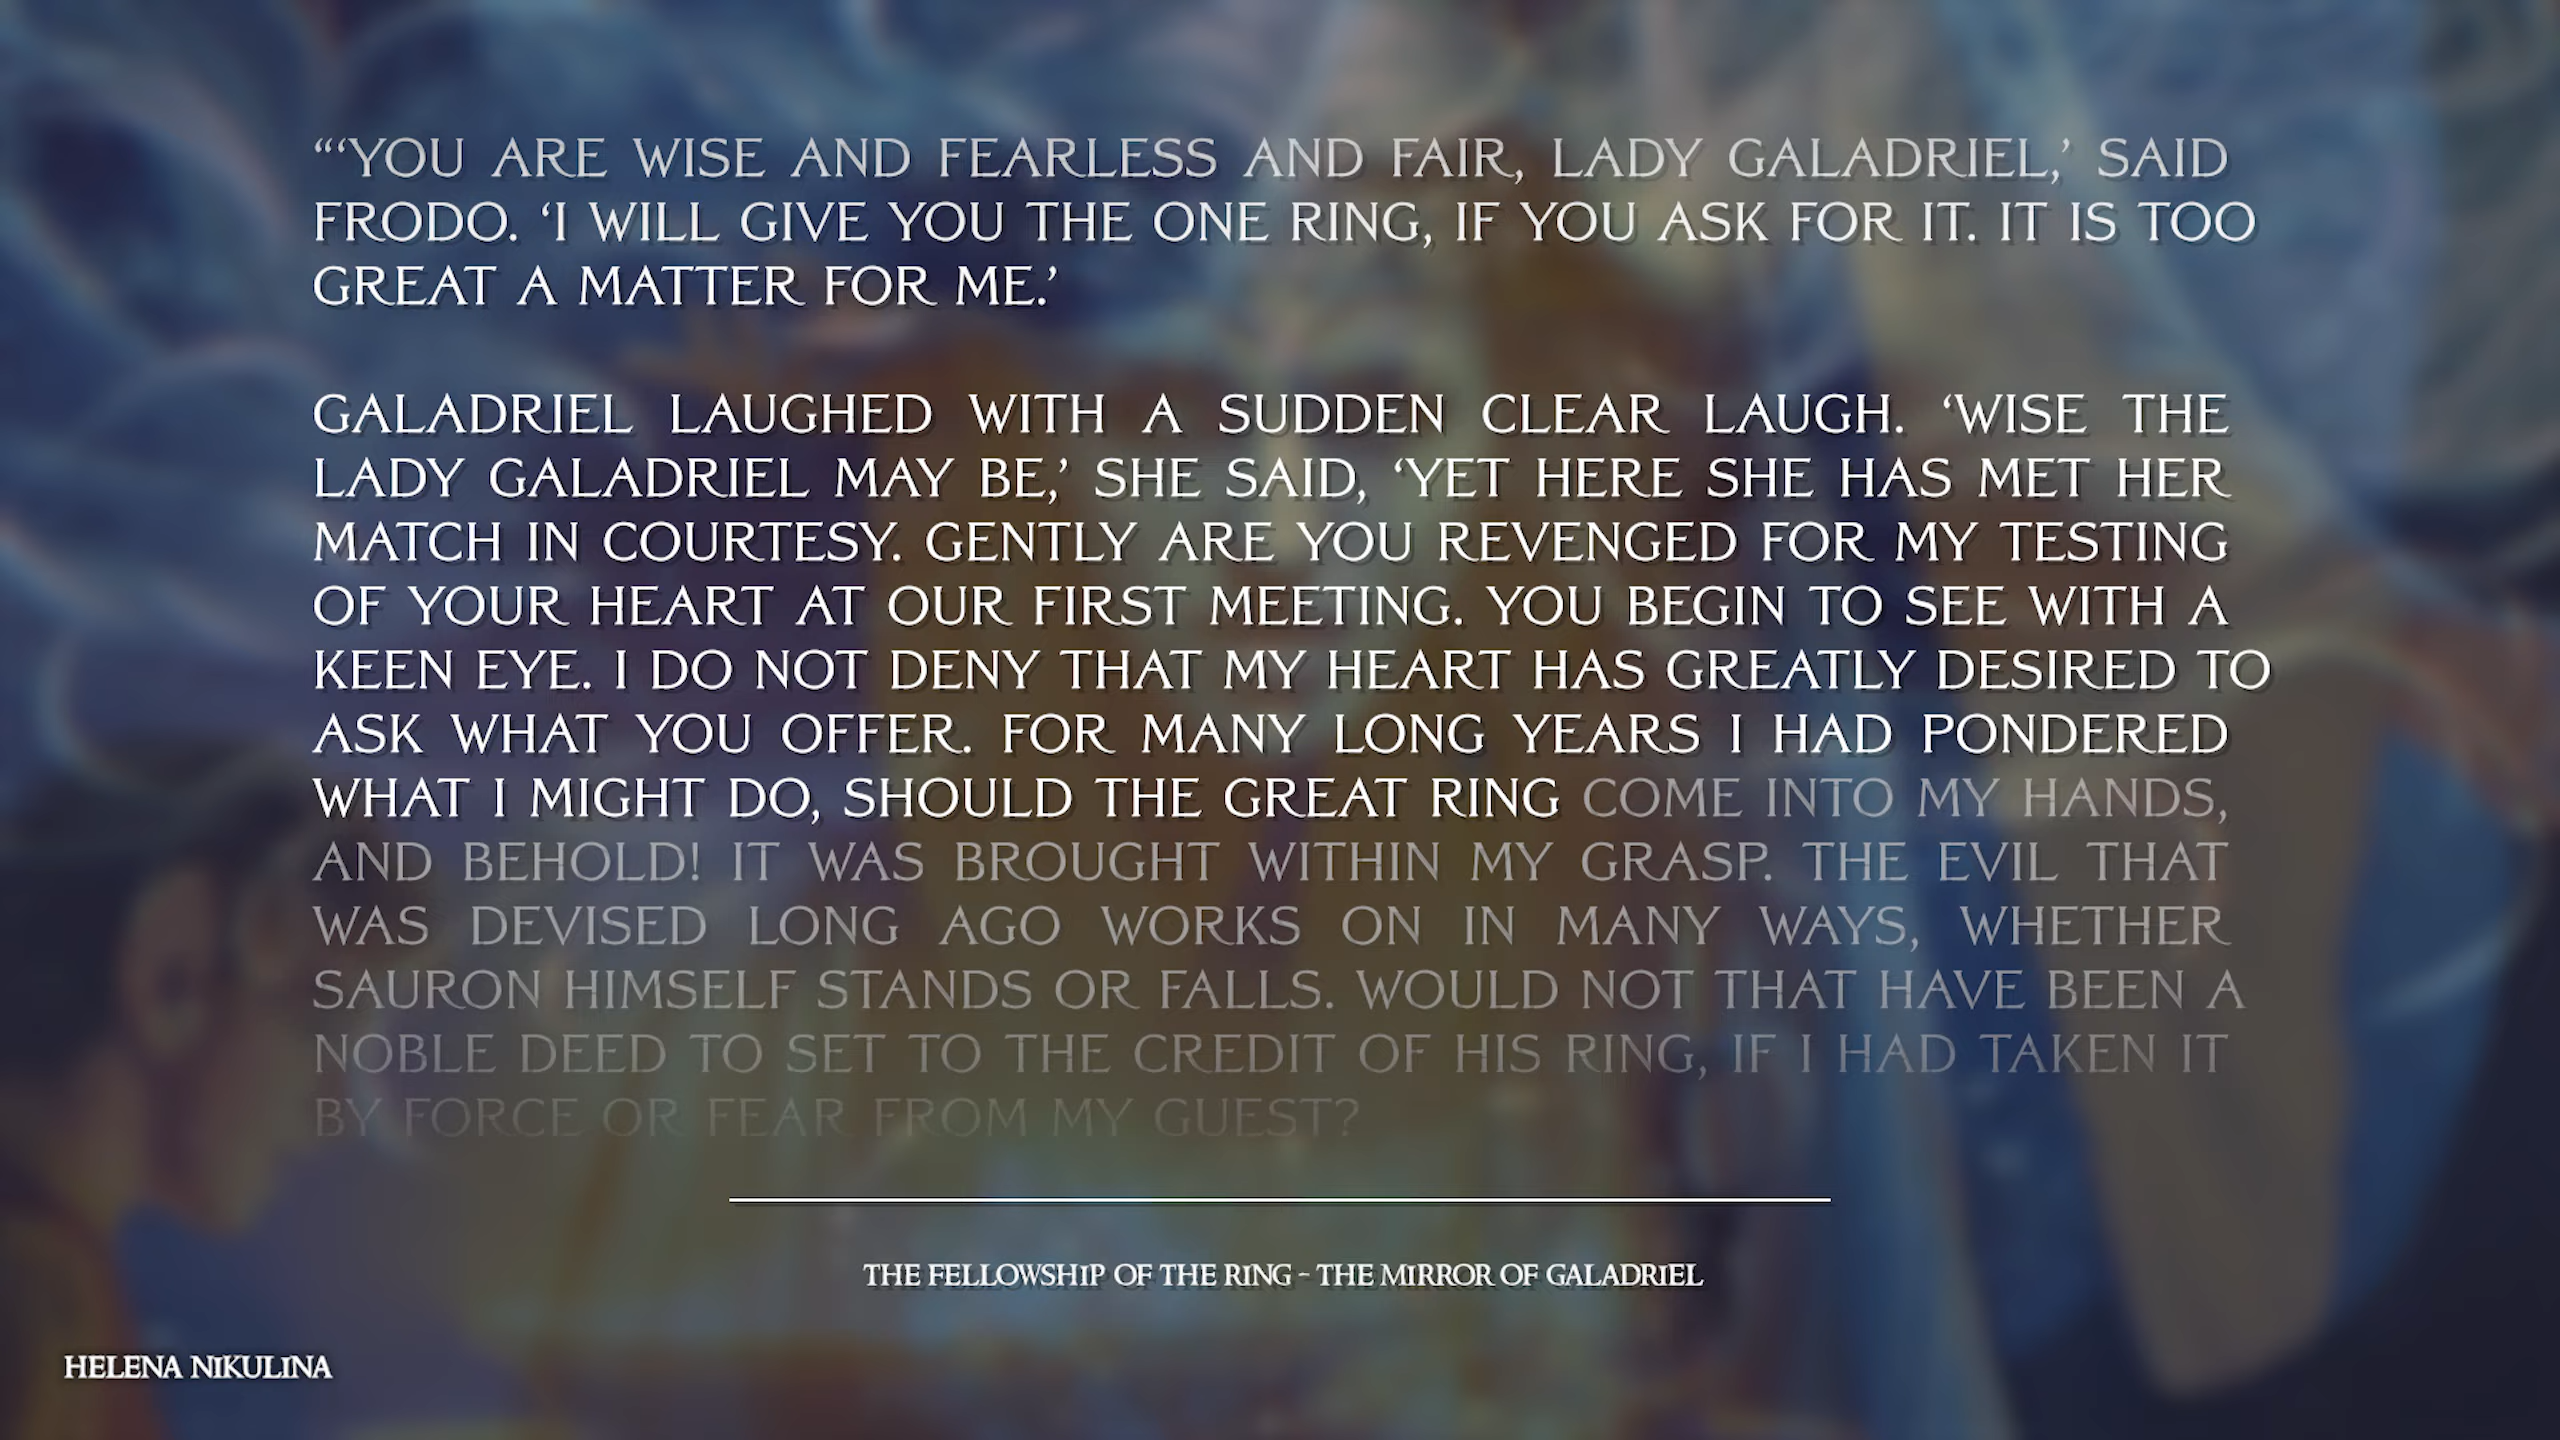 “‘YOU ARE WISE AND FEARLESS AND FAIR, LADY GALADRIEL,’ SAID
FRODO. ‘I WILL GIVE YOU THE ONE RING, IF YOU ASK FOR IT. IT IS TOO
GREAT A MATTER FOR ME.’
GALADRIEL LAUGHED WITH A SUDDEN CLEAR LAUGH. ‘WISE THE
LADY GALADRIEL MAY BE,’ SHE SAID, ‘YET HERE SHE HAS MET HER
MATCH IN COURTESY. GENTLY ARE YOU REVENGED FOR MY TESTING
OF YOUR HEART AT OUR FIRST MEETING. YOU BEGIN TO SEE WITH A
KEEN EYE. I DO NOT DENY THAT MY HEART HAS GREATLY DESIRED TO
ASK WHAT YOU OFFER. FOR MANY LONG YEARS I HAD PONDERED
WHAT I MIGHT DO, SHOULD THE GREAT RING COME INTO MY HANDS,
AND BEHOLD! IT WAS BROUGHT WITHIN MY GRASP. THE EVIL THAT
WAS DEVISED LONG AGO WORKS ON IN MANY WAYS, WHETHER
SAURON HIMSELF STANDS OR FALLS. WOULD NOT THAT HAVE BEEN A
NOBLE DEED TO SET TO THE CREDIT OF HIS RING, IF I HAD TAKEN IT
BY FORCE OR FEAR FROM MY GUEST?
THE FELLOWSHIP OF THE RING - THE MIRROR OF GALADRIEL
HELENA NIKULINA